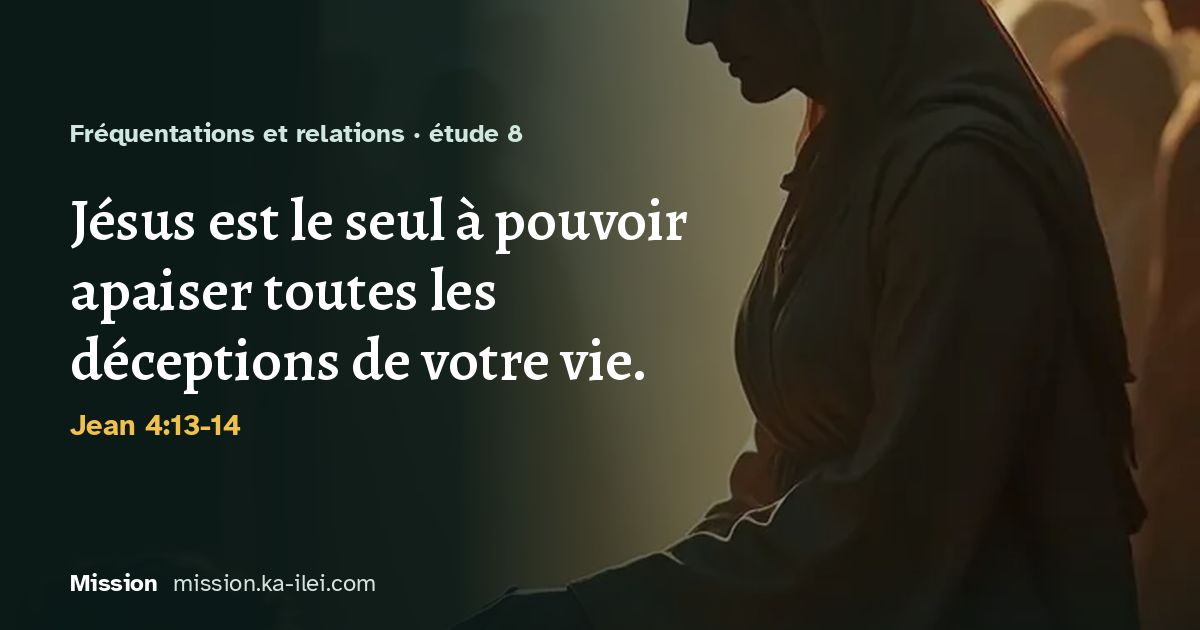 Fréquentations et relations · étude 8
Jésus est le seul à pouvoir
apaiser toutes les
déceptions de votre vie.
Jean 4:13-14
Mission mission.ka-ilei.com